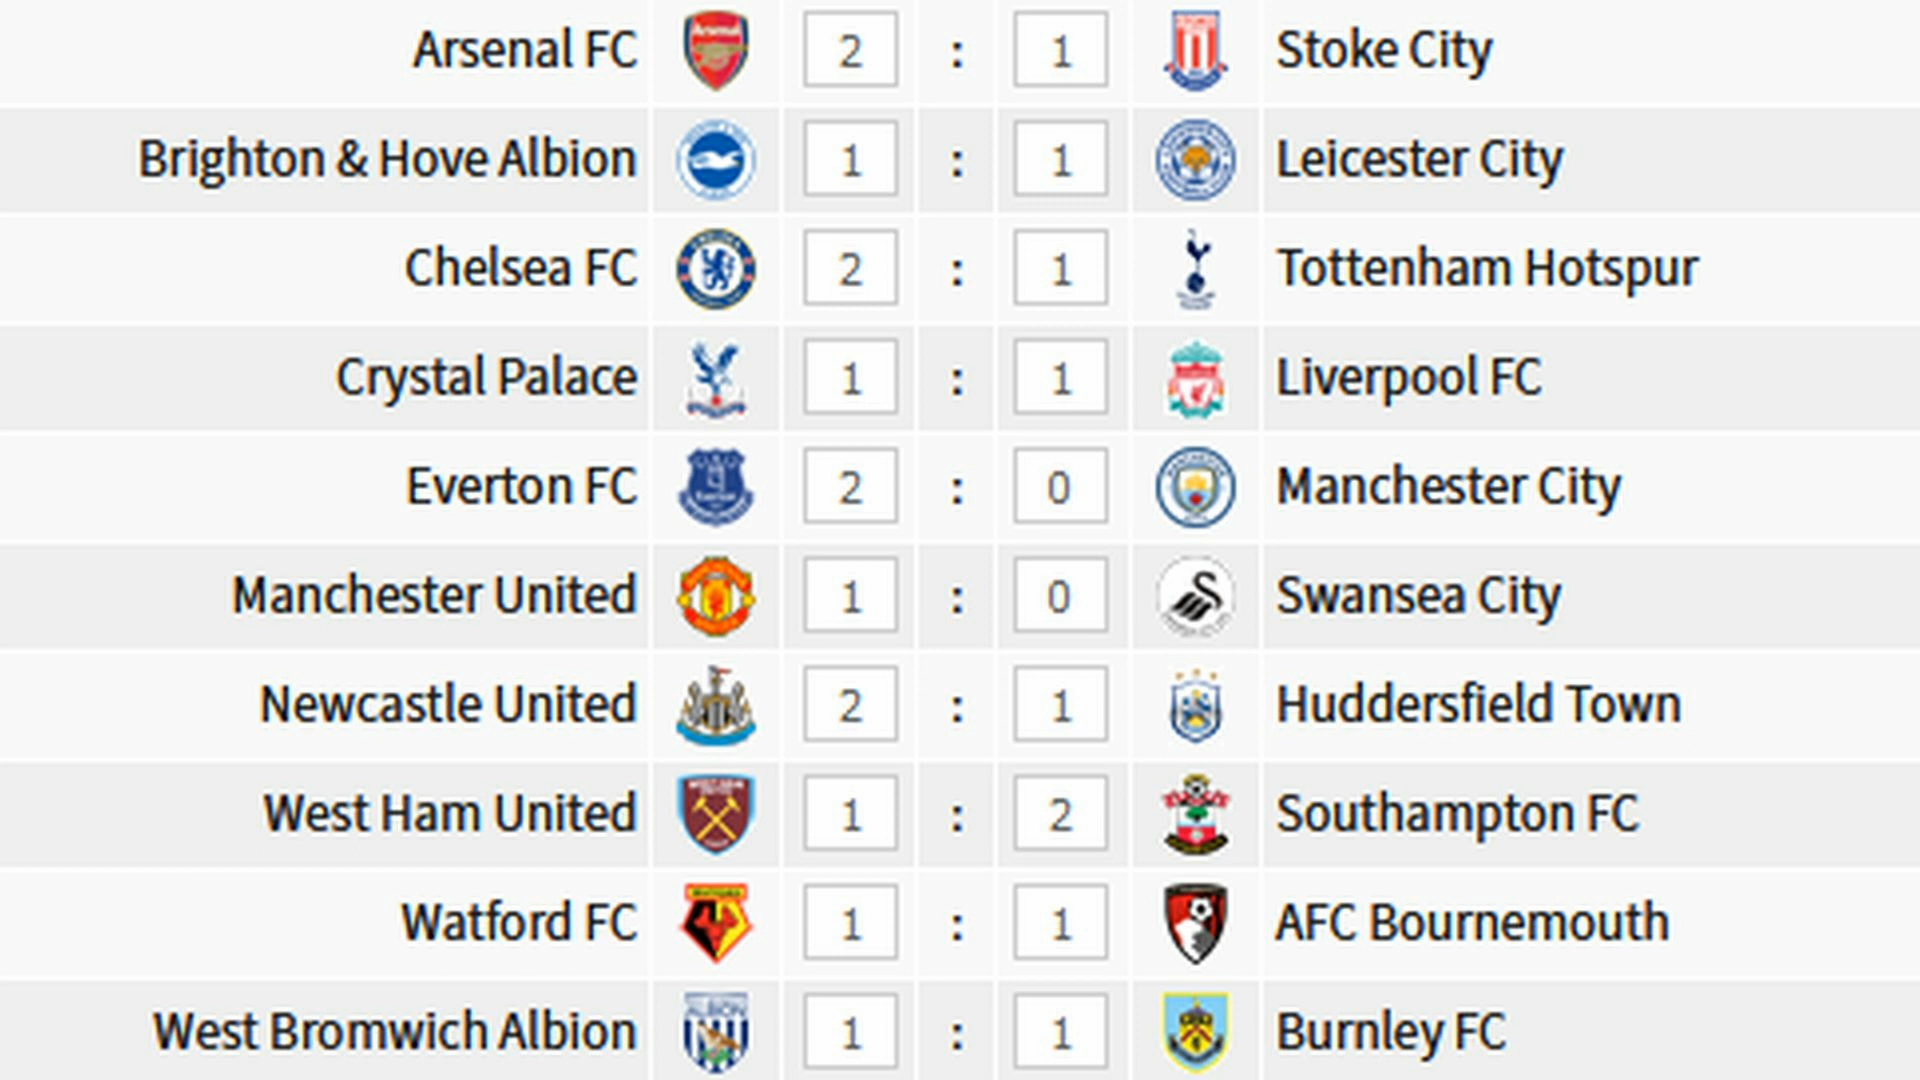 Arsenal FC 2 : 1 Stoke City
Brighton & Hove Albion 1 : 1 Leicester City
Chelsea FC 2 : 1 Tottenham Hotspur
Crystal Palace 1 : 1 Liverpool FC
Everton FC 2 : 0 Manchester City
Manchester United 1 : 0 Swansea City
Newcastle United 2 : 1 Huddersfield Town
West Ham United 1 : 2 Southampton FC
Watford FC 1 : 1 AFC Bournemouth
West Bromwich Albion 1 : 1 Burnley FC